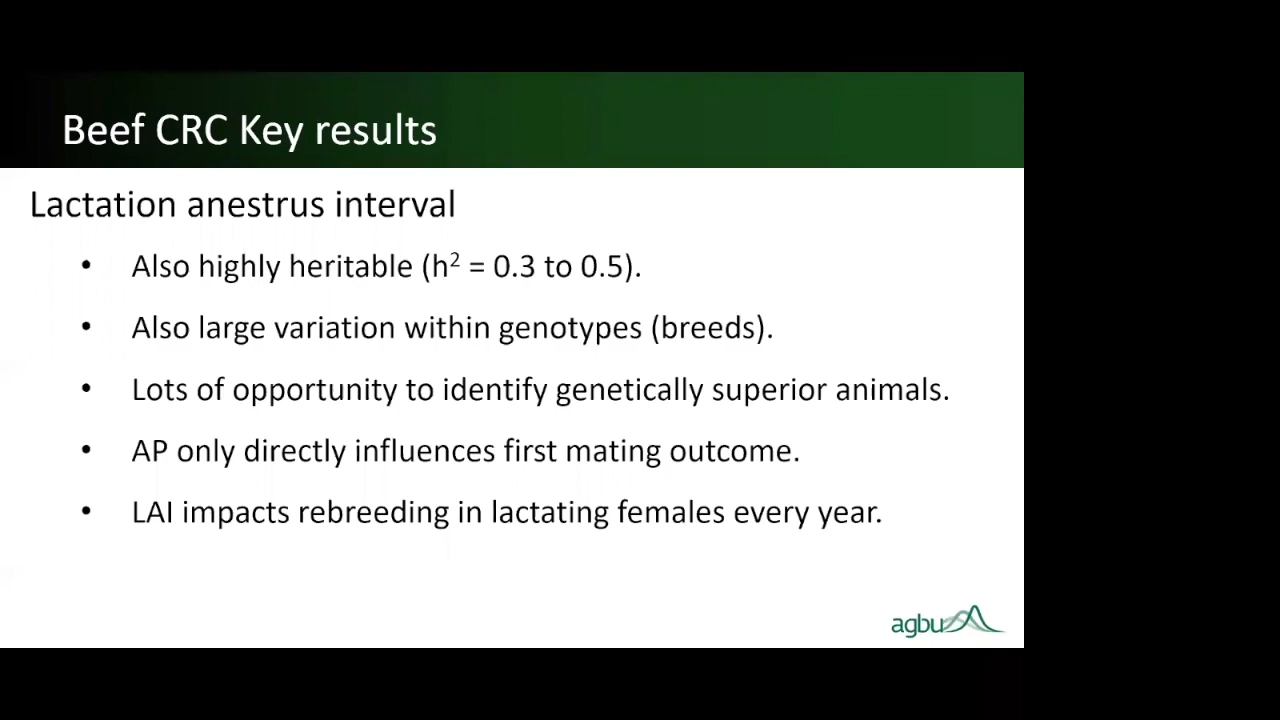 Beef CRC Key results
Lactation anestrus interval
• Also highly heritable (h² = 0.3 to 0.5).
• Also large variation within genotypes (breeds).
• Lots of opportunity to identify genetically superior animals.
• AP only directly influences first mating outcome.
• LAI impacts rebreeding in lactating females every year.
agbu